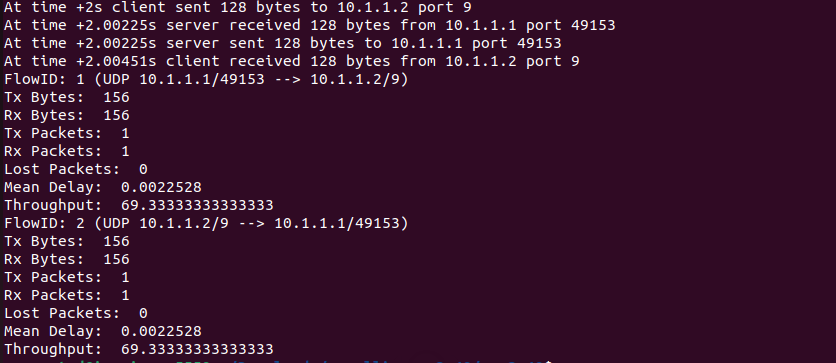 At time +2s client sent 128 bytes to 10.1.1.2 port 9
At time +2.00225s server received 128 bytes from 10.1.1.1 port 49153
At time +2.00225s server sent 128 bytes to 10.1.1.1 port 49153
At time +2.00451s client received 128 bytes from 10.1.1.2 port 9
FlowID: 1 (UDP 10.1.1.1/49153 --> 10.1.1.2/9)
Tx Bytes:  156
Rx Bytes:  156
Tx Packets:  1
Rx Packets:  1
Lost Packets:  0
Mean Delay:  0.0022528
Throughput:  69.33333333333333
FlowID: 2 (UDP 10.1.1.2/9 --> 10.1.1.1/49153)
Tx Bytes:  156
Rx Bytes:  156
Tx Packets:  1
Rx Packets:  1
Lost Packets:  0
Mean Delay:  0.0022528
Throughput:  69.33333333333333